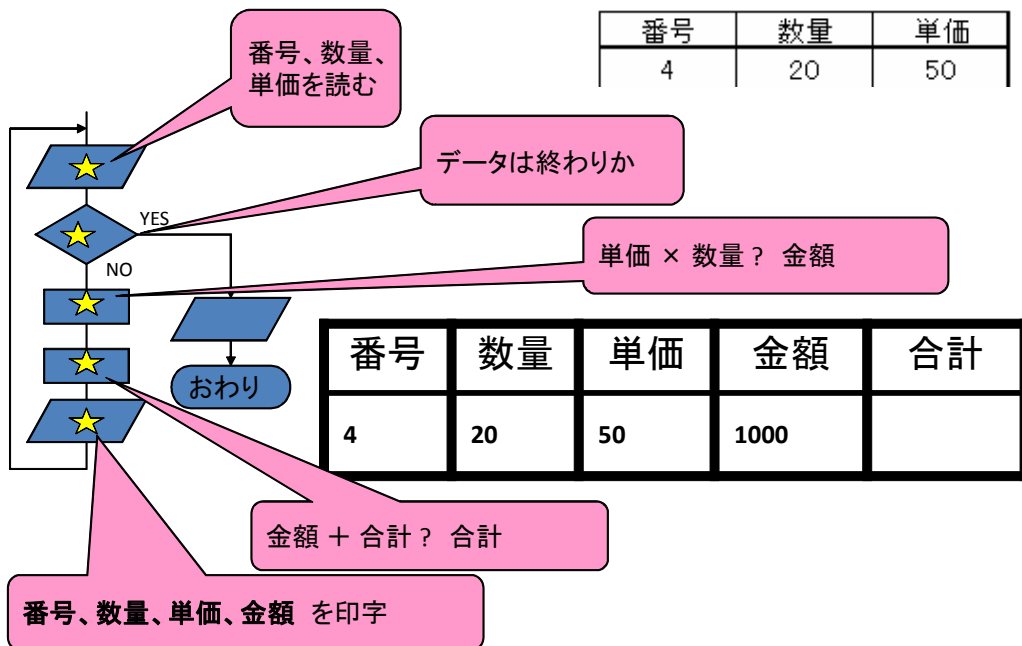 番号、数量、
単価を読む
番号 数量 単価
4 20 50
データは終わりか
YES
NO
単価 × 数量 ? 金額
おわり
番号 数量 単価 金額 合計
4 20 50 1000
金額 + 合計 ? 合計
番号、数量、単価、金額 を印字